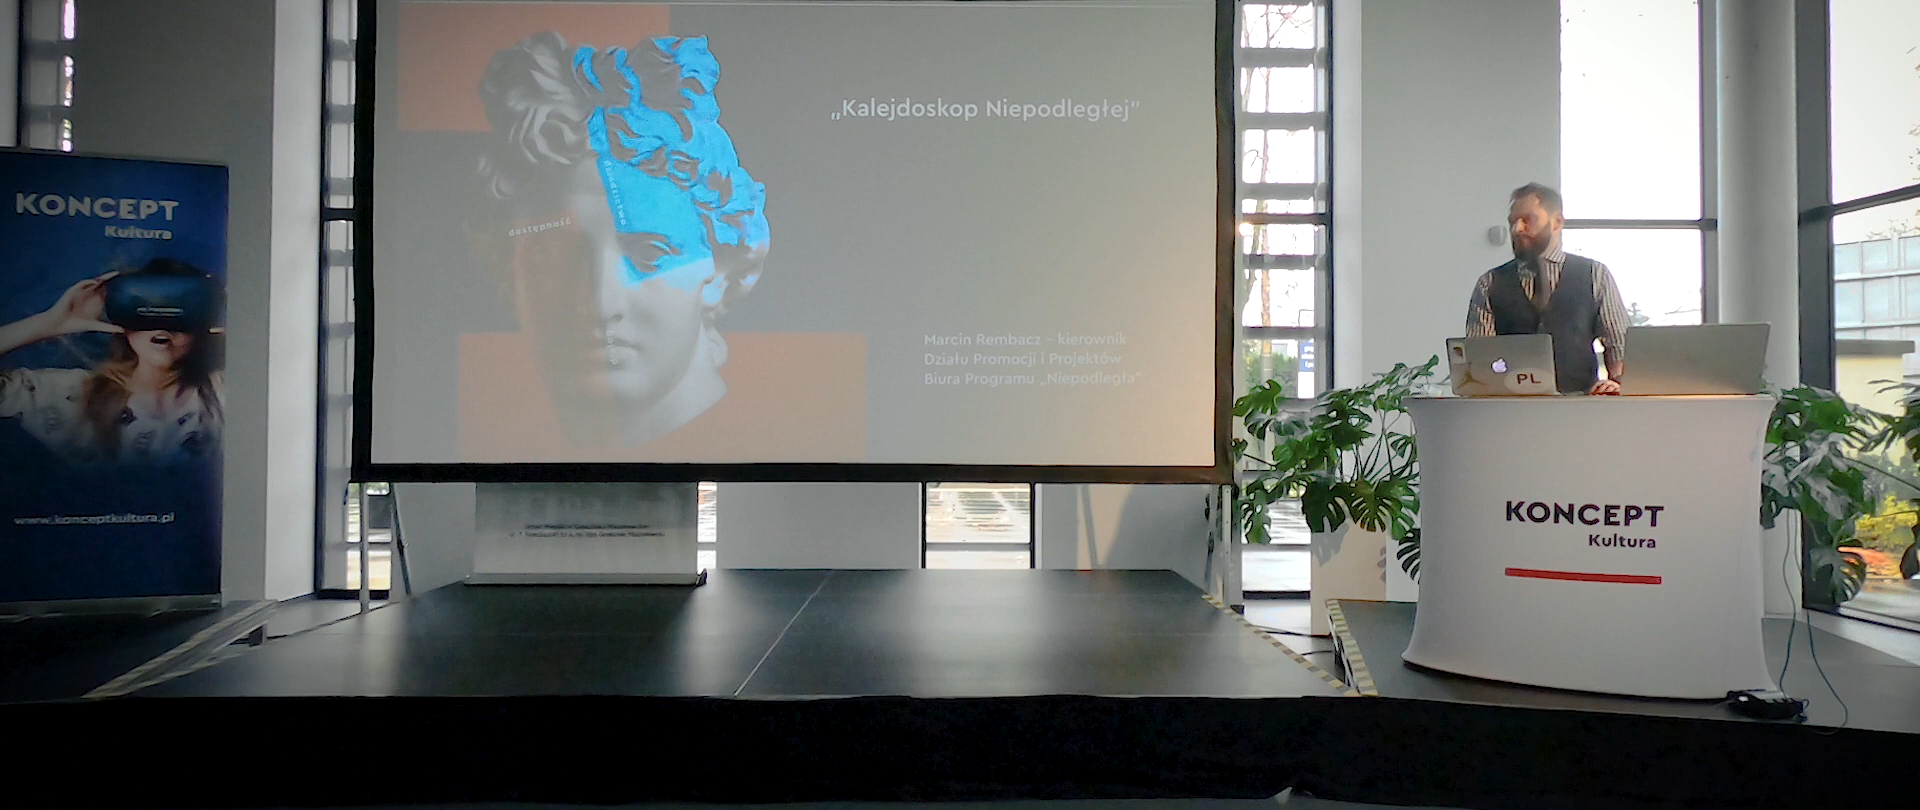 KONCEPT
Kultura
www.konceptkultura.pl
„Kalejdoskop Niepodległej”
dostępność
dziedzictwo
Marcin Rembacz - kierownik
Działu Promocji i Projektów
Biura Programu „Niepodległa”
PL
KONCEPT
Kultura